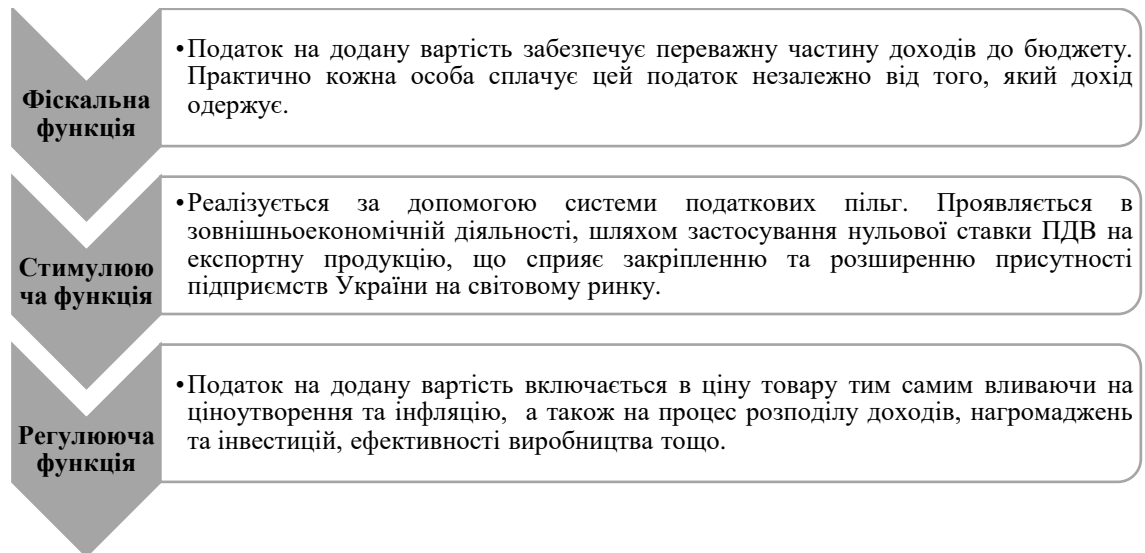 Фіскальна
функція
•Податок на додану вартість забезпечує переважну частину доходів до бюджету.
Практично кожна особа сплачує цей податок незалежно від того, який дохід
одержує.
Стимулюю
ча функція
•Реалізується за допомогою системи податкових пільг. Проявляється в
зовнішньоекономічній діяльності, шляхом застосування нульової ставки ПДВ на
експортну продукцію, що сприяє закріпленню та розширенню присутності
підприємств України на світовому ринку.
Регулююча
функція
•Податок на додану вартість включається в ціну товару тим самим вливаючи на
ціноутворення та інфляцію, а також на процес розподілу доходів, нагромаджень
та інвестицій, ефективності виробництва тощо.